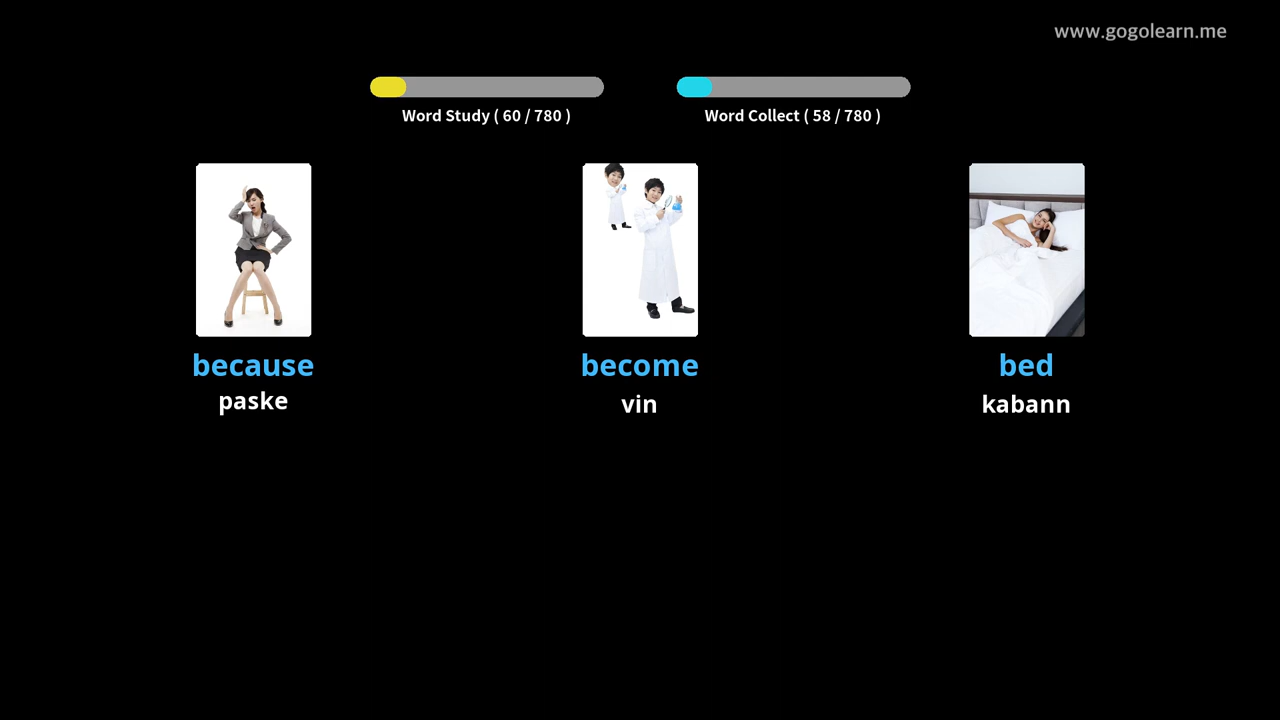 www.gogolearn.me
Word Study ( 60 / 780 )
Word Collect ( 58 / 780 )
because
paske
become
vin
bed
kabann